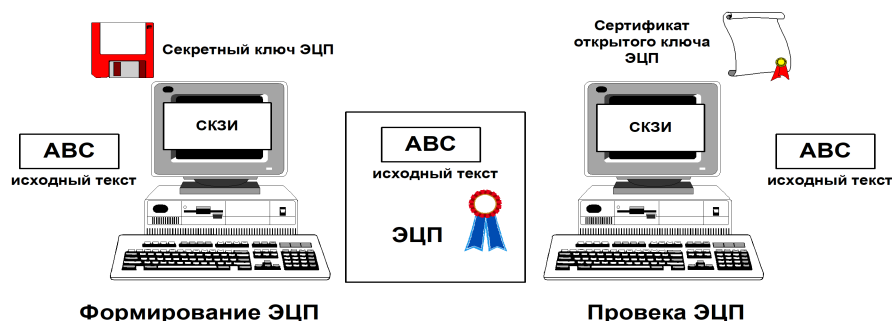 Секретный ключ ЭЦП
Сертификат
открытого ключа
ЭЦП
СКЗИ
СКЗИ
АВС
исходный текст
АВС
исходный текст
АВС
исходный текст
ЭЦП
Формирование ЭЦП
Провека ЭЦП